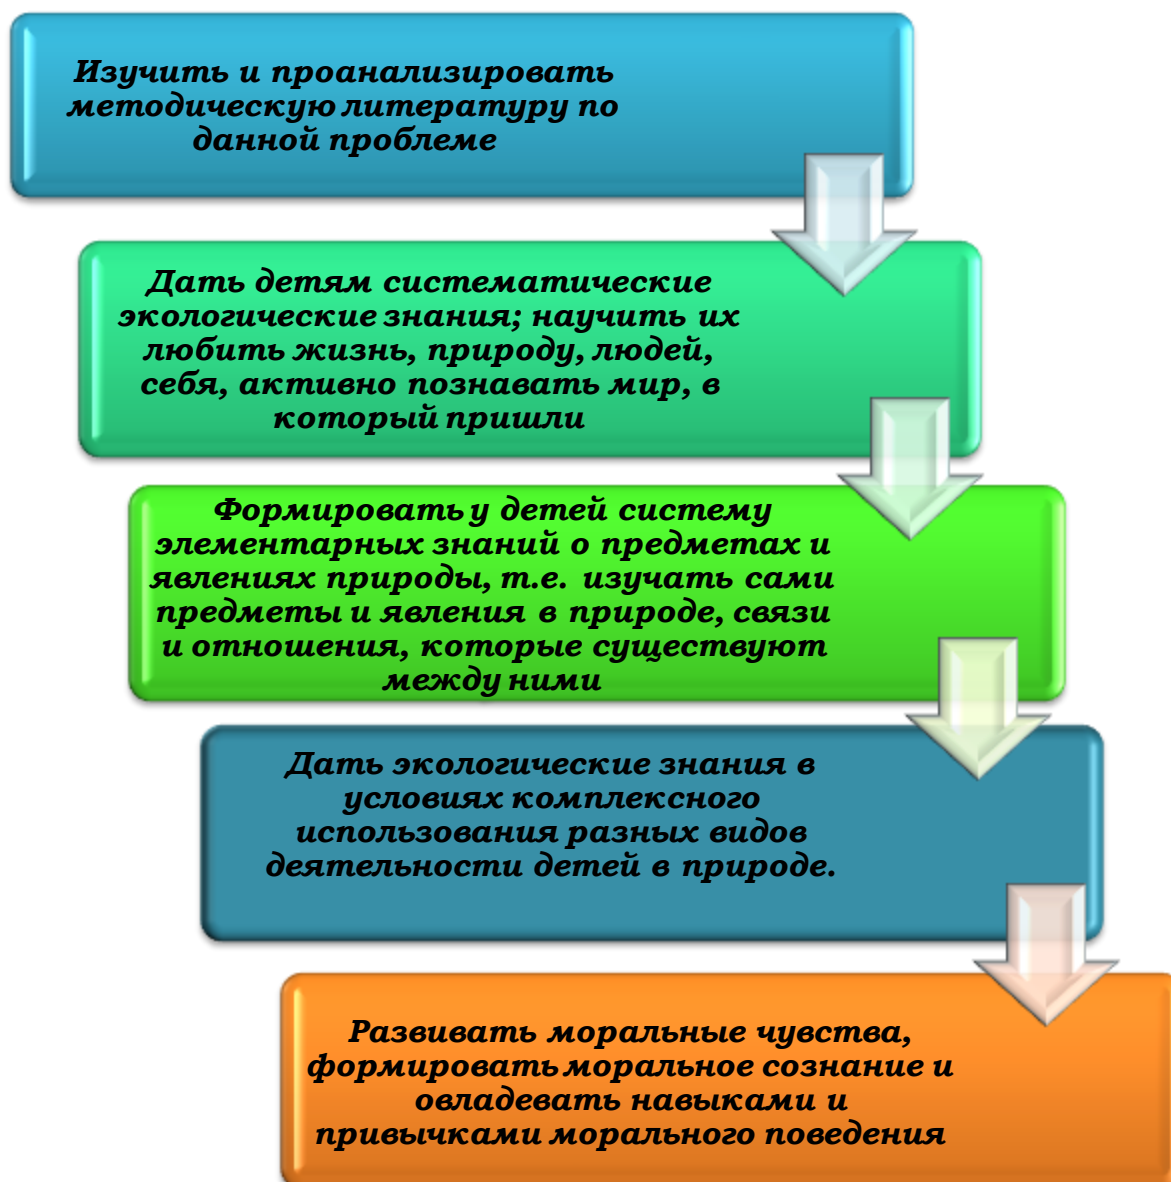 Изучить и проанализировать
методическую литературу по
данной проблеме
Дать детям систематические
экологические знания; научить их
любить жизнь, природу, людей,
себя, активно познавать мир, в
который пришли
Формировать у детей систему
элементарных знаний о предметах и
явлениях природы, т.е. изучать сами
предметы и явления в природе, связи
и отношения, которые существуют
между ними
Дать экологические знания в
условиях комплексного
использования разных видов
деятельности детей в природе.
Развивать моральные чувства,
формировать моральное сознание и
овладевать навыками и
привычками морального поведения